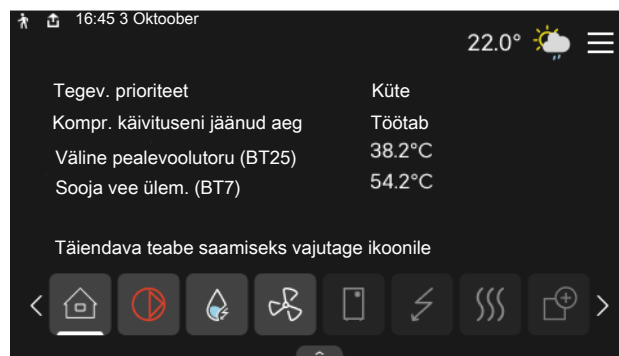 16:45 3 Oktoober
22.0°
Tegev. prioriteet Küte
Kompr. käivituseni jäänud aeg Töötab
Väline pealevoolutoru (BT25) 38.2°C
Sooja vee ülem. (BT7) 54.2°C
Täiendava teabe saamiseks vajutage ikoonile